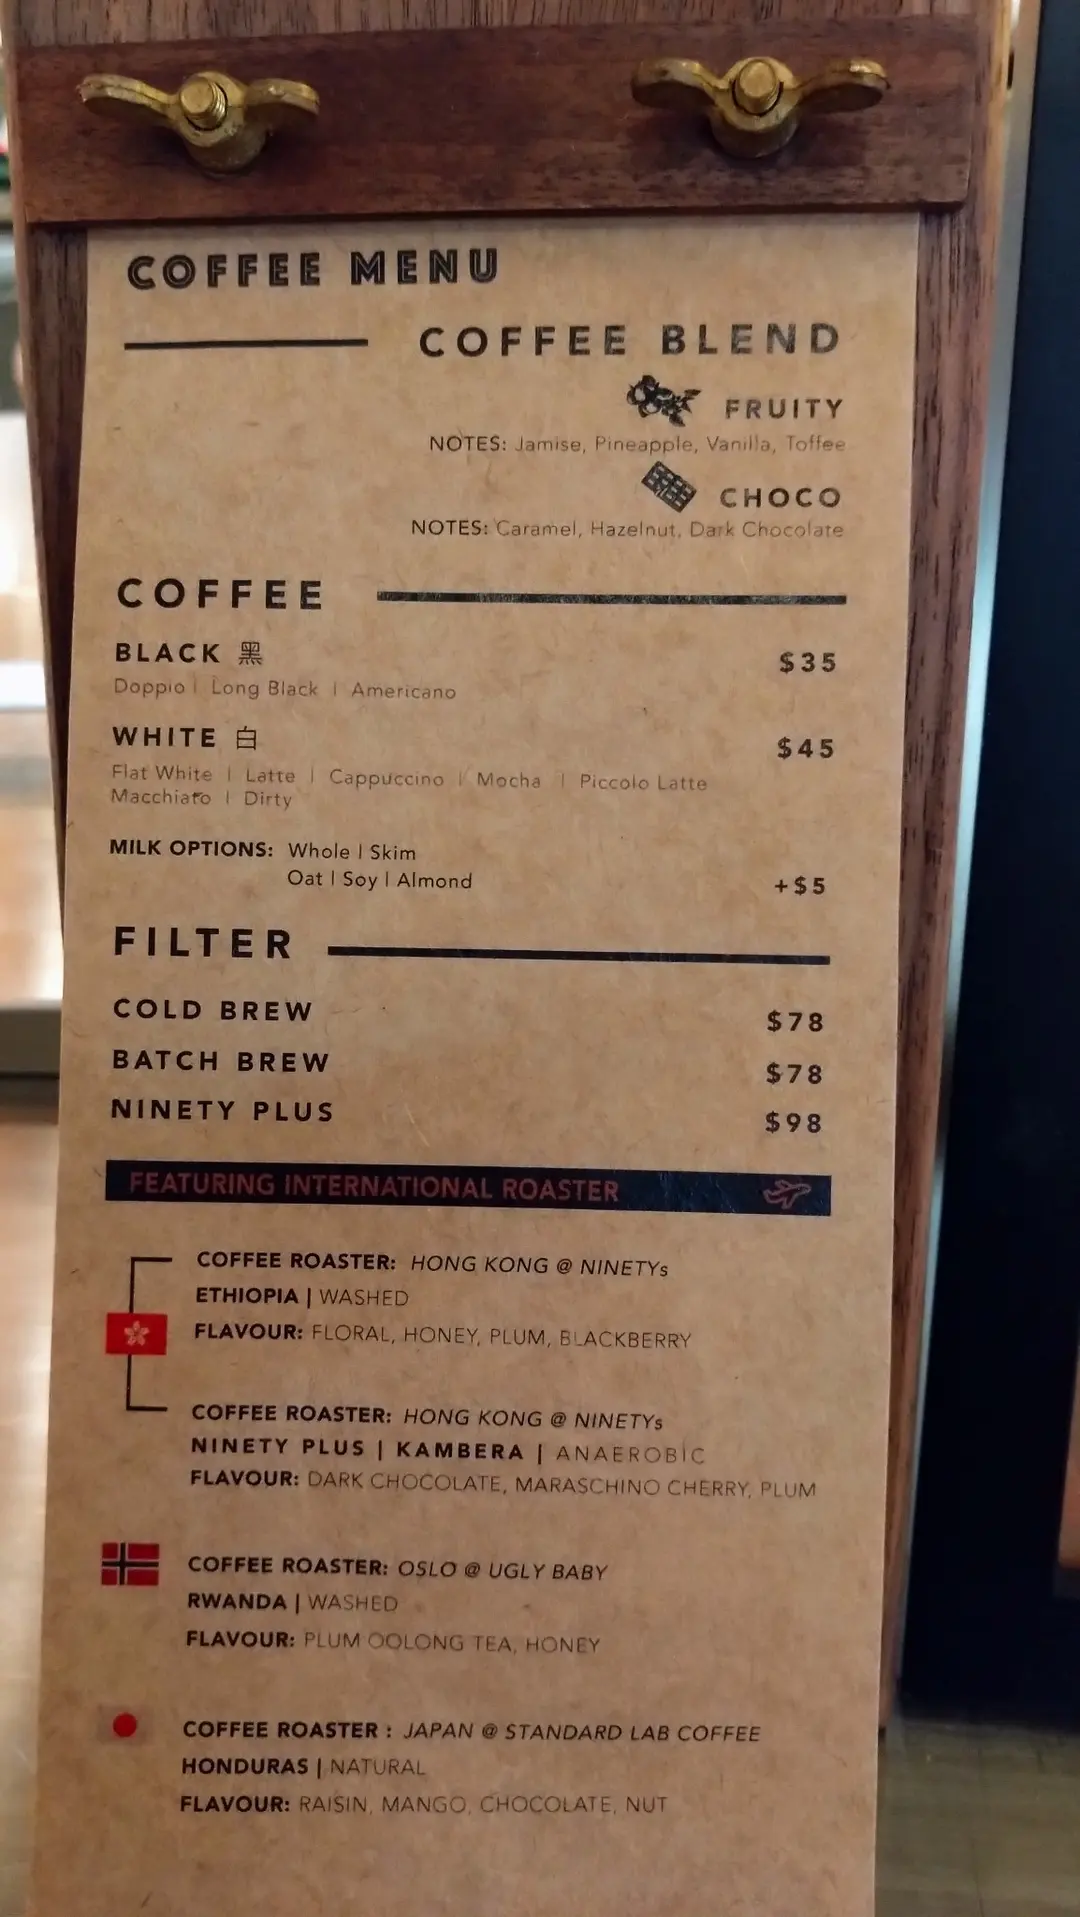 COFFEE MENU
COFFEE BLEND
FRUITY
NOTES: Jamise, Pineapple, Vanilla, Toffee
CHOCO
NOTES: Caramel, Hazelnut, Dark Chocolate
COFFEE
BLACK 黑 $35
Doppio | Long Black | Americano
WHITE 白 $45
Flat White | Latte | Cappuccino | Mocha | Piccolo Latte
Macchiato | Dirty
MILK OPTIONS: Whole | Skim
Oat | Soy | Almond +$5
FILTER
COLD BREW $78
BATCH BREW $78
NINETY PLUS $98
FEATURING INTERNATIONAL ROASTER
COFFEE ROASTER: HONG KONG @ NINETYs
ETHIOPIA | WASHED
FLAVOUR: FLORAL, HONEY, PLUM, BLACKBERRY
COFFEE ROASTER: HONG KONG @ NINETYs
NINETY PLUS | KAMBERA | ANAEROBIC
FLAVOUR: DARK CHOCOLATE, MARASCHINO CHERRY, PLUM
COFFEE ROASTER: OSLO @ UGLY BABY
RWANDA | WASHED
FLAVOUR: PLUM OOLONG TEA, HONEY
COFFEE ROASTER : JAPAN @ STANDARD LAB COFFEE
HONDURAS | NATURAL
FLAVOUR: RAISIN, MANGO, CHOCOLATE, NUT